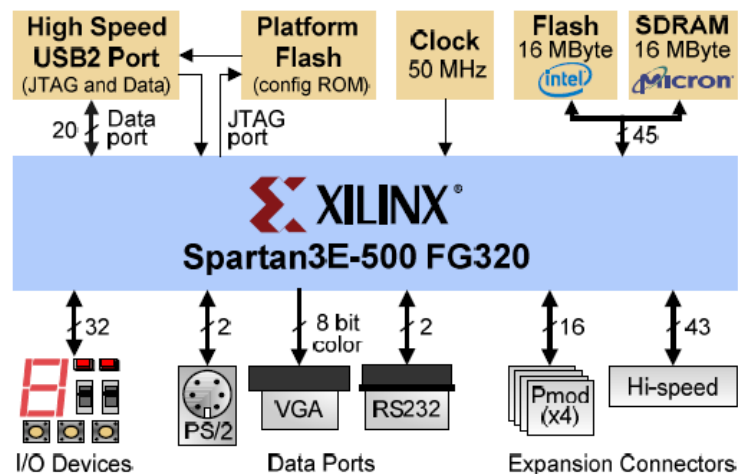 High Speed
USB2 Port
(JTAG and Data)
Platform
Flash
(config ROM)
Clock
50 MHz
Flash
16 MByte
intel
SDRAM
16 MByte
Micron
20
Data
port
JTAG
port
45
XILINX®
Spartan3E-500 FG320
32
2
8 bit
color
2
16
43
PS/2
VGA
RS232
Pmod
(x4)
Hi-speed
I/O Devices
Data Ports
Expansion Connectors